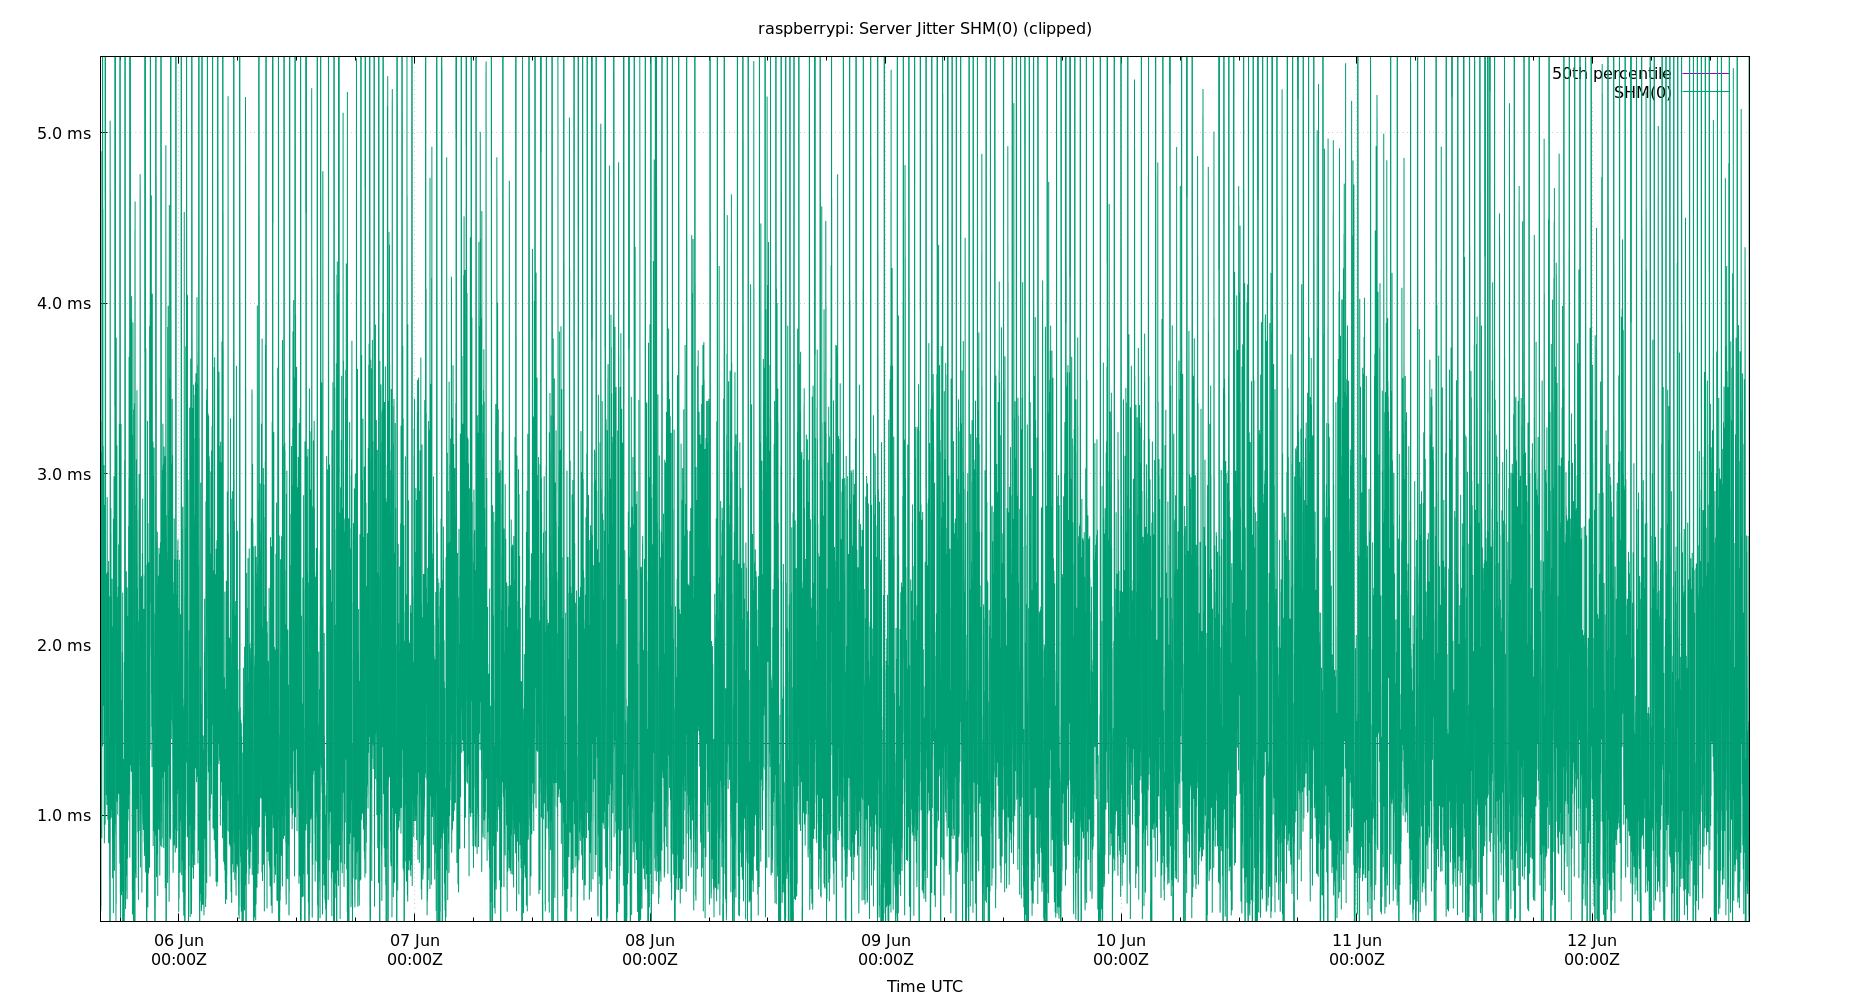 raspberrypi: Server Jitter SHM(0) (clipped)
50th percentile
SHM(0)
5.0 ms
4.0 ms
3.0 ms
2.0 ms
1.0 ms
06 Jun 07 Jun 08 Jun 09 Jun 10 Jun 11 Jun 12 Jun
00:00Z 00:00Z 00:00Z 00:00Z 00:00Z 00:00Z 00:00Z
Time UTC